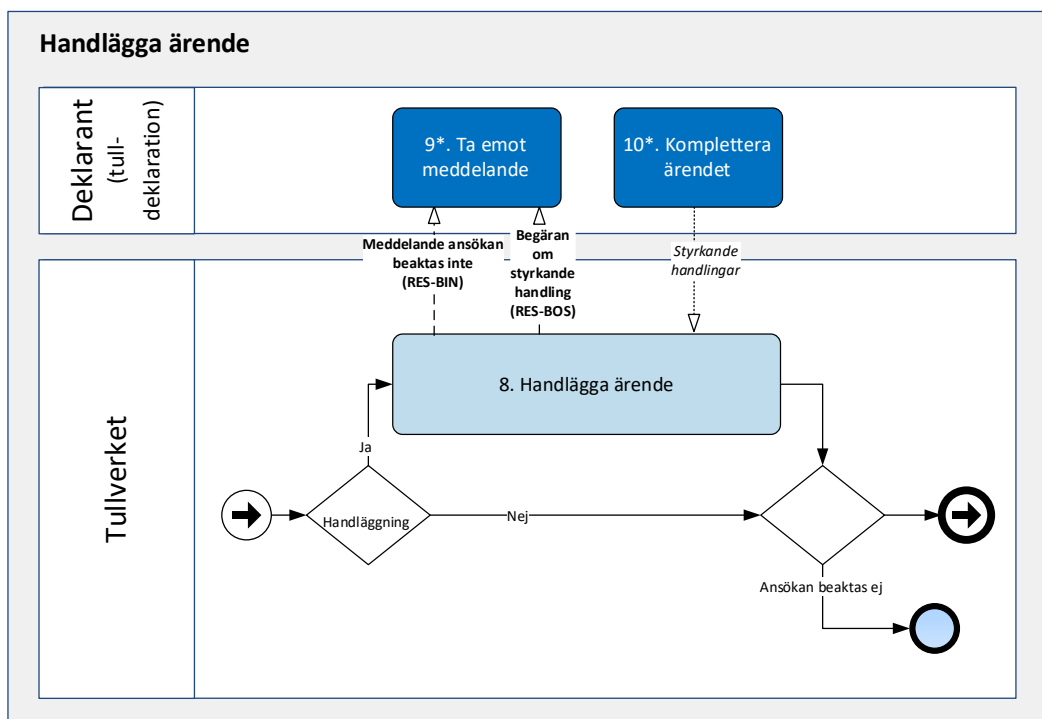 Handlägga ärende
Deklarant
(tull-
deklaration)
9*. Ta emot
meddelande
10*. Komplettera
ärendet
Meddelande ansökan
beaktas inte
(RES-BIN)
Begäran
om
styrkande
handling
(RES-BOS)
Styrkande
handlingar
Tullverket
8. Handlägga ärende
Ja
Handläggning
Nej
Ansökan beaktas ej